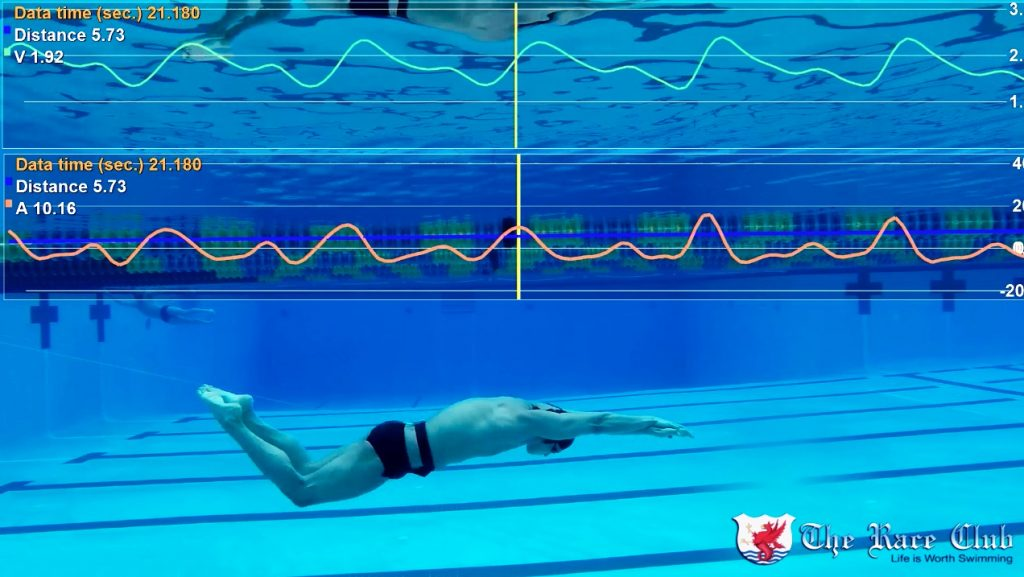 Data time (sec.) 21.180
Distance 5.73
V 1.92
3.
2.
1.
Data time (sec.) 21.180
Distance 5.73
A 10.16
40
20
-20
The Race Club
Life is Worth Swimming